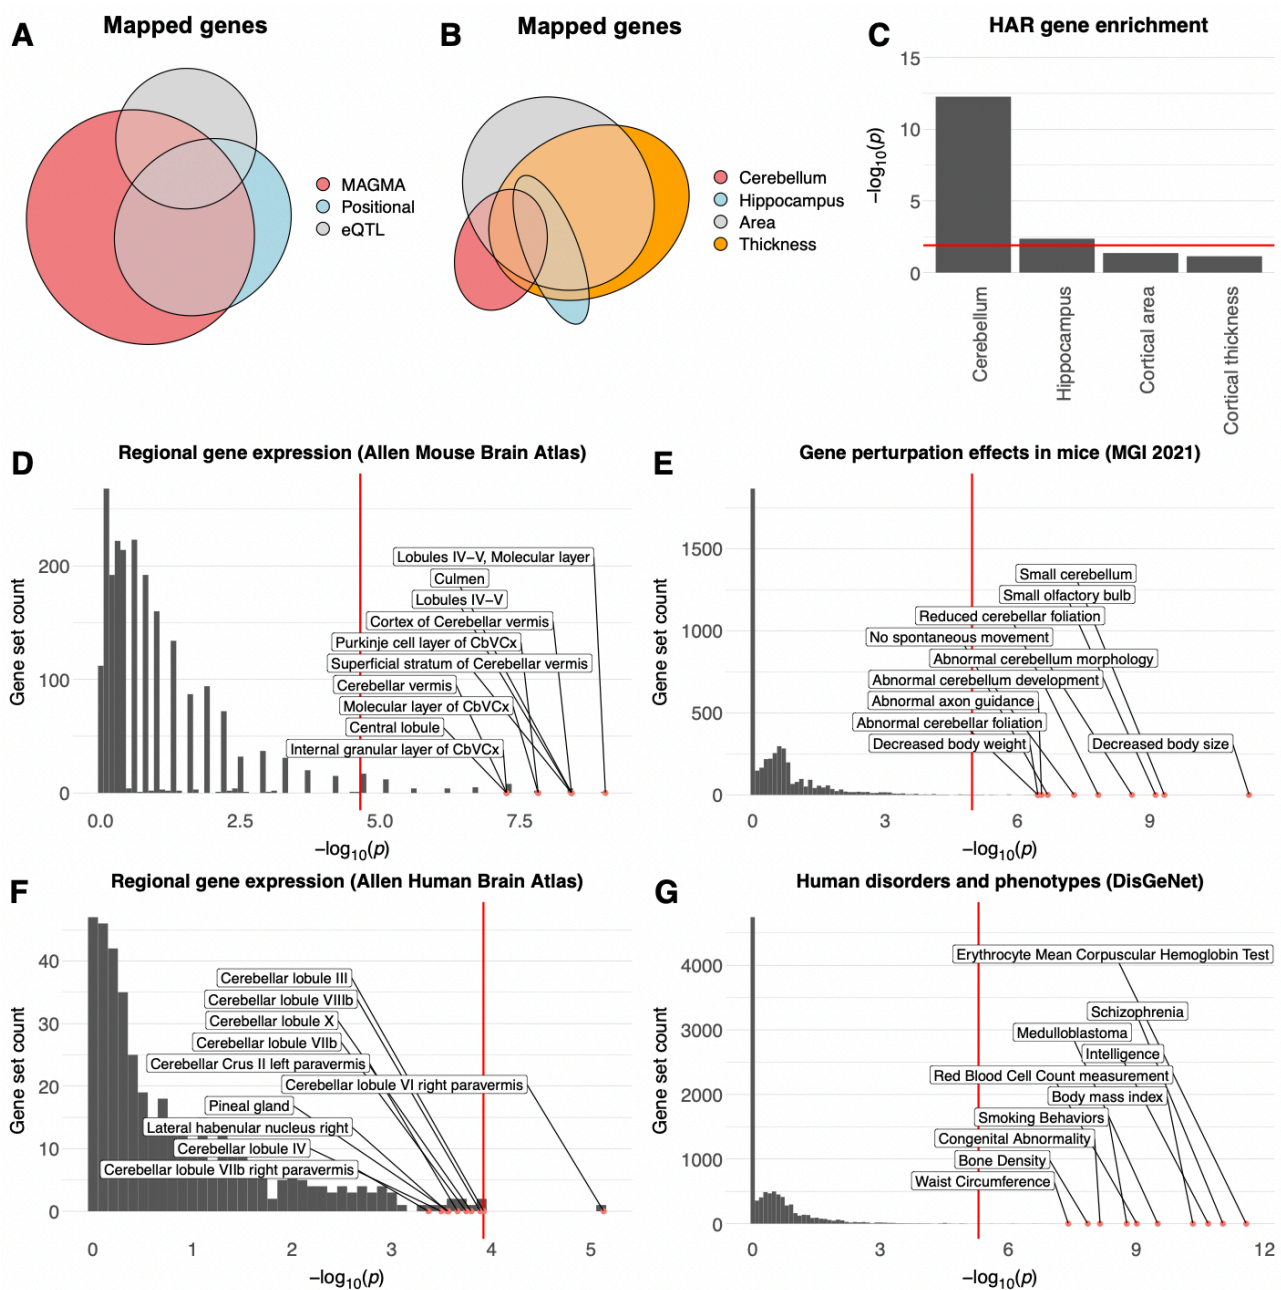 A
Mapped genes
MAGMA
Positional
eQTL
B
Mapped genes
Cerebellum
Hippocampus
Area
Thickness
C
HAR gene enrichment
−log10(p)
15
10
5
0
Cerebellum
Hippocampus
Cortical area
Cortical thickness
D
Regional gene expression (Allen Mouse Brain Atlas)
Gene set count
200
100
0
Lobules IV−V, Molecular layer
Culmen
Lobules IV−V
Cortex of Cerebellar vermis
Purkinje cell layer of CbVCx
Superficial stratum of Cerebellar vermis
Cerebellar vermis
Molecular layer of CbVCx
Central lobule
Internal granular layer of CbVCx
0.0 2.5 5.0 7.5
−log10(p)
E
Gene perturpation effects in mice (MGI 2021)
Gene set count
1500
1000
500
0
Small cerebellum
Small olfactory bulb
Reduced cerebellar foliation
No spontaneous movement
Abnormal cerebellum morphology
Abnormal cerebellum development
Abnormal axon guidance
Abnormal cerebellar foliation
Decreased body weight
Decreased body size
0 3 6 9
−log10(p)
F
Regional gene expression (Allen Human Brain Atlas)
Gene set count
40
30
20
10
0
Cerebellar lobule III
Cerebellar lobule VIIIb
Cerebellar lobule X
Cerebellar lobule VIIb
Cerebellar Crus II left paravermis
Cerebellar lobule VI right paravermis
Pineal gland
Lateral habenular nucleus right
Cerebellar lobule IV
Cerebellar lobule VIIb right paravermis
0 1 2 3 4 5
−log10(p)
G
Human disorders and phenotypes (DisGeNet)
Gene set count
4000
3000
2000
1000
0
Erythrocyte Mean Corpuscular Hemoglobin Test
Schizophrenia
Medulloblastoma
Intelligence
Red Blood Cell Count measurement
Body mass index
Smoking Behaviors
Congenital Abnormality
Bone Density
Waist Circumference
0 3 6 9 12
−log10(p)